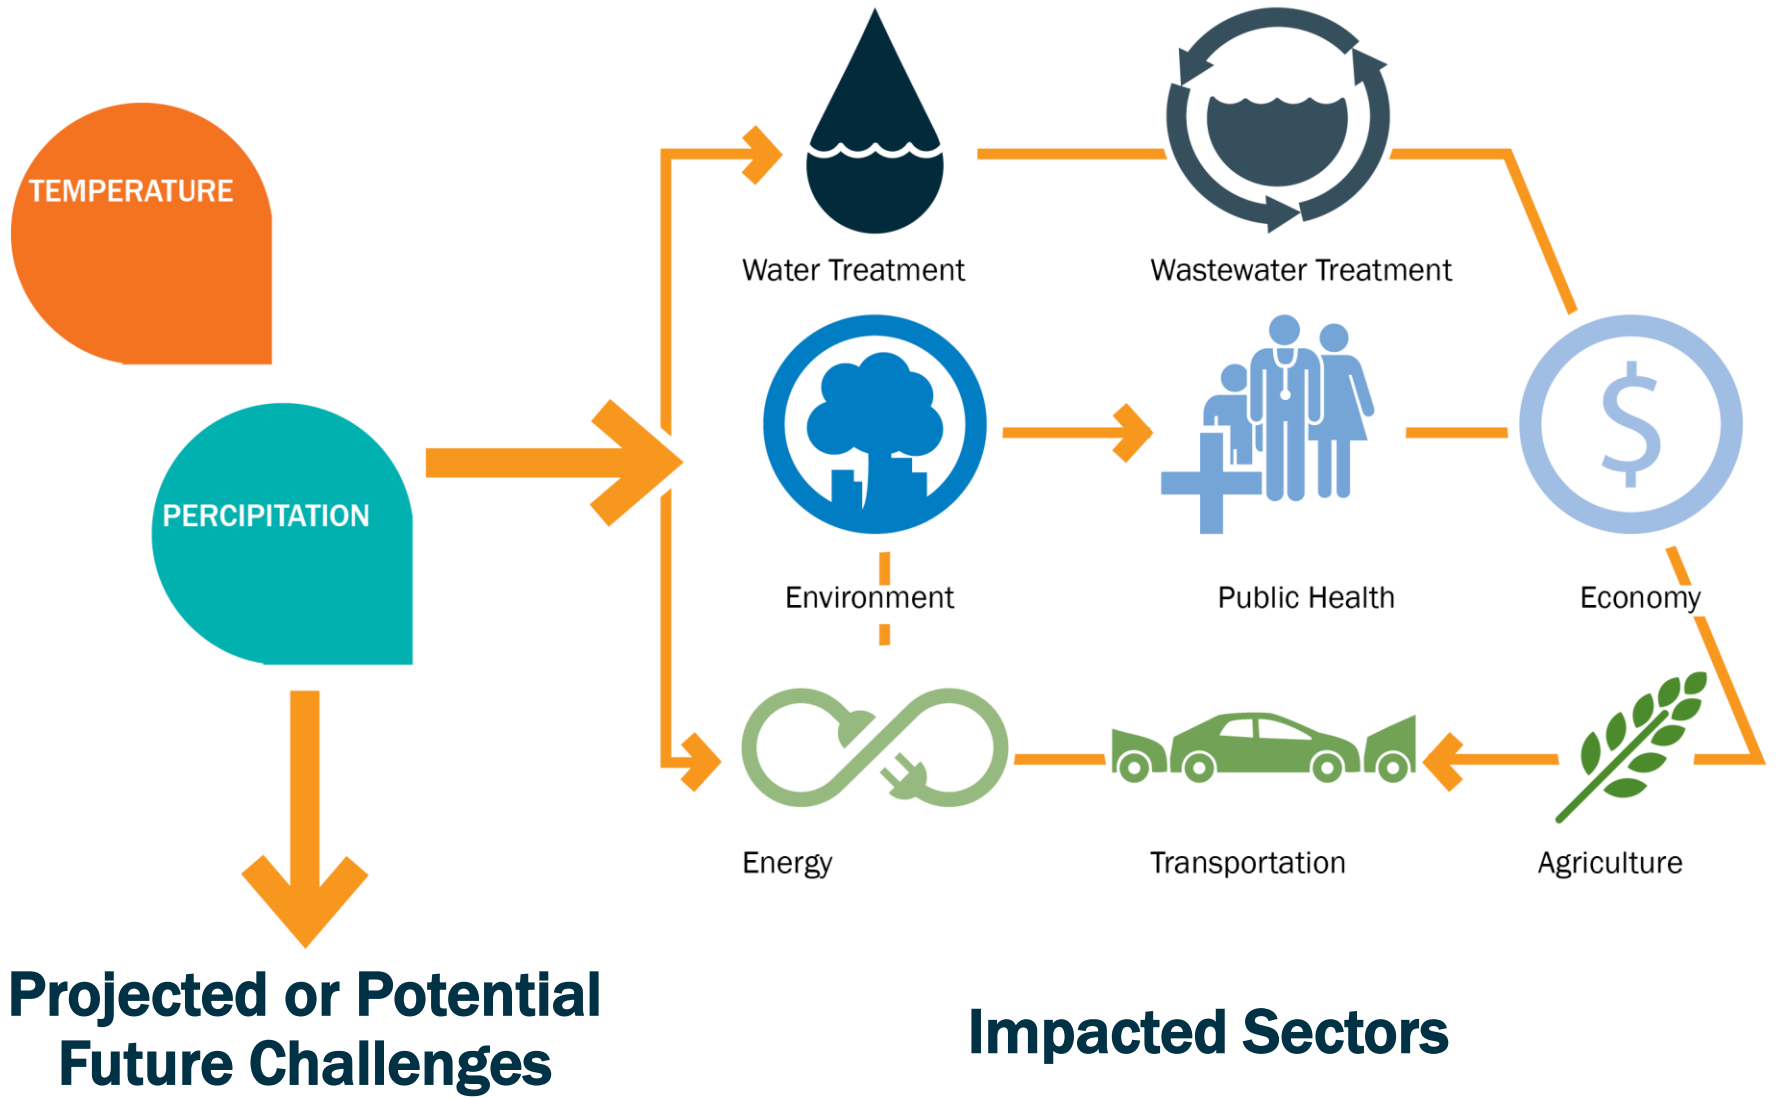 TEMPERATURE
PERCIPITATION
Water Treatment
Wastewater Treatment
$
Environment
Public Health
Economy
Energy
Transportation
Agriculture
Projected or Potential
Future Challenges
Impacted Sectors